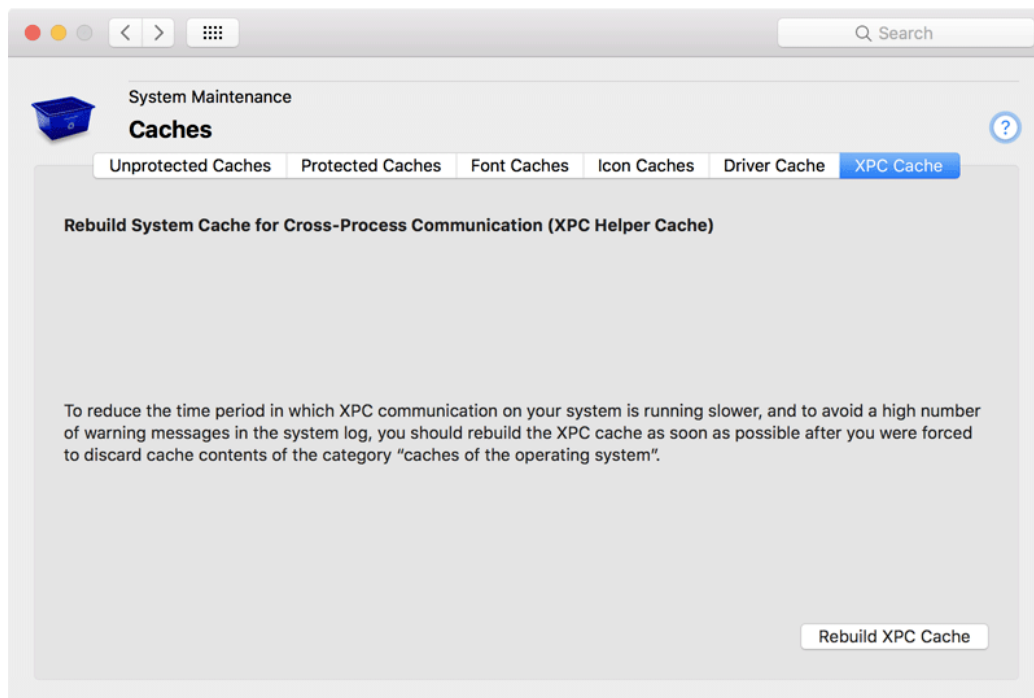 Search
System Maintenance
Caches
?
Unprotected Caches Protected Caches Font Caches Icon Caches Driver Cache XPC Cache
Rebuild System Cache for Cross-Process Communication (XPC Helper Cache)
To reduce the time period in which XPC communication on your system is running slower, and to avoid a high number
of warning messages in the system log, you should rebuild the XPC cache as soon as possible after you were forced
to discard cache contents of the category “caches of the operating system”.
Rebuild XPC Cache